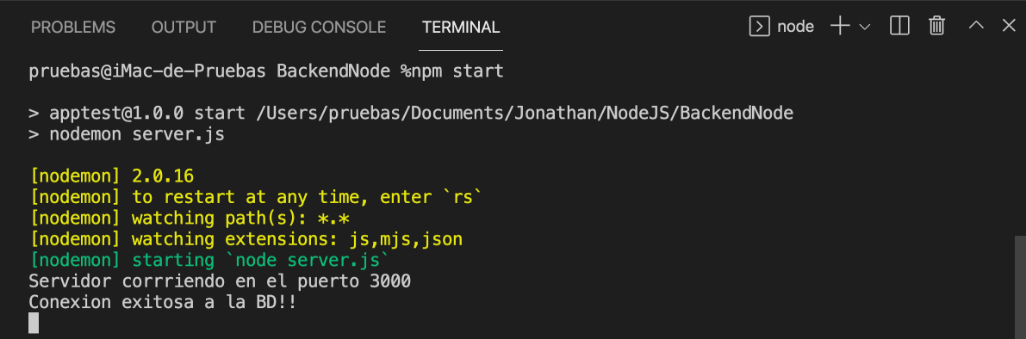 PROBLEMS OUTPUT DEBUG CONSOLE TERMINAL node
pruebas@iMac-de-Pruebas BackendNode %npm start
> apptest@1.0.0 start /Users/pruebas/Documents/Jonathan/NodeJS/BackendNode
> nodemon server.js
[nodemon] 2.0.16
[nodemon] to restart at any time, enter `rs`
[nodemon] watching path(s): *.*
[nodemon] watching extensions: js,mjs,json
[nodemon] starting `node server.js`
Servidor corrriendo en el puerto 3000
Conexion exitosa a la BD!!